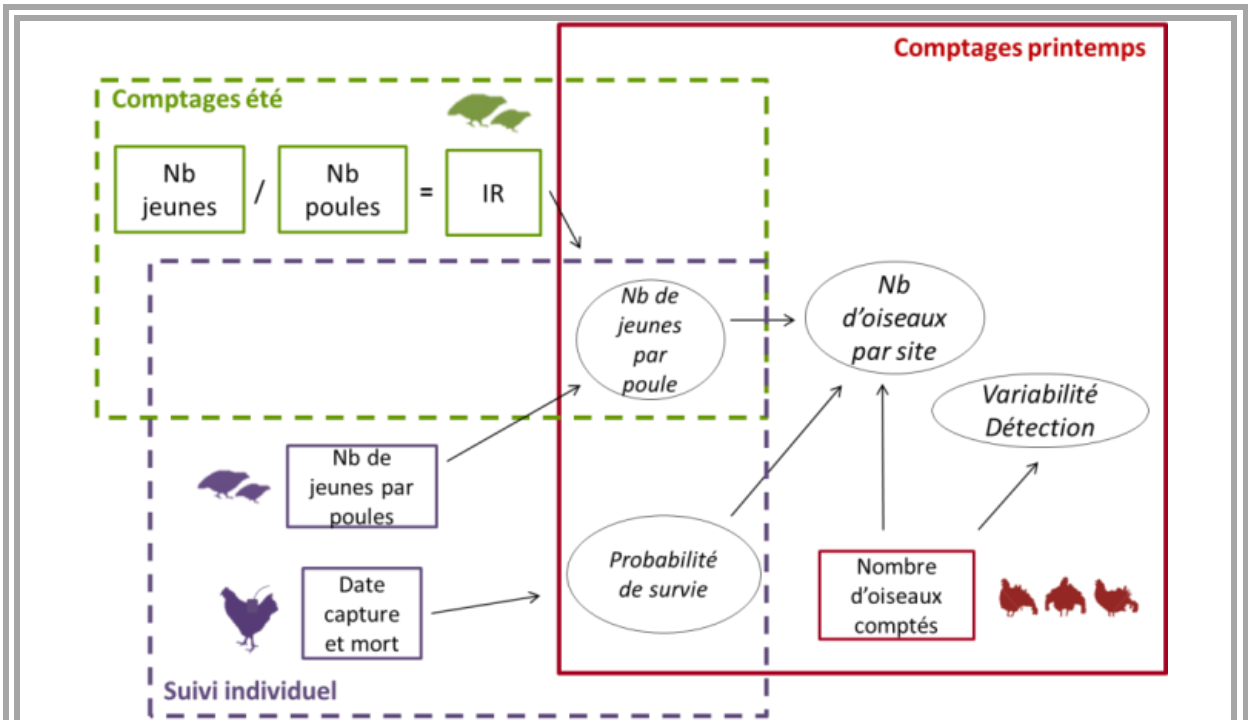 Comptages printemps
Comptages été
Nb
jeunes
/
Nb
poules
=
IR
Nb de
jeunes
par
poule
Nb
d'oiseaux
par site
Variabilité
Détection
Nb de
jeunes par
poules
Probabilité
de survie
Date
capture
et mort
Nombre
d'oiseaux
comptés
Suivi individuel